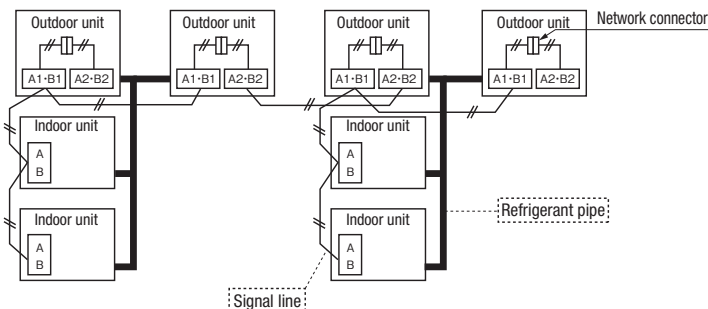 Outdoor unit
Outdoor unit
Outdoor unit
Outdoor unit
Network connector
A1•B1
A2•B2
A1•B1
A2•B2
A1•B1
A2•B2
A1•B1
A2•B2
Indoor unit
A
B
Indoor unit
A
B
Indoor unit
A
B
Indoor unit
A
B
Refrigerant pipe
Signal line